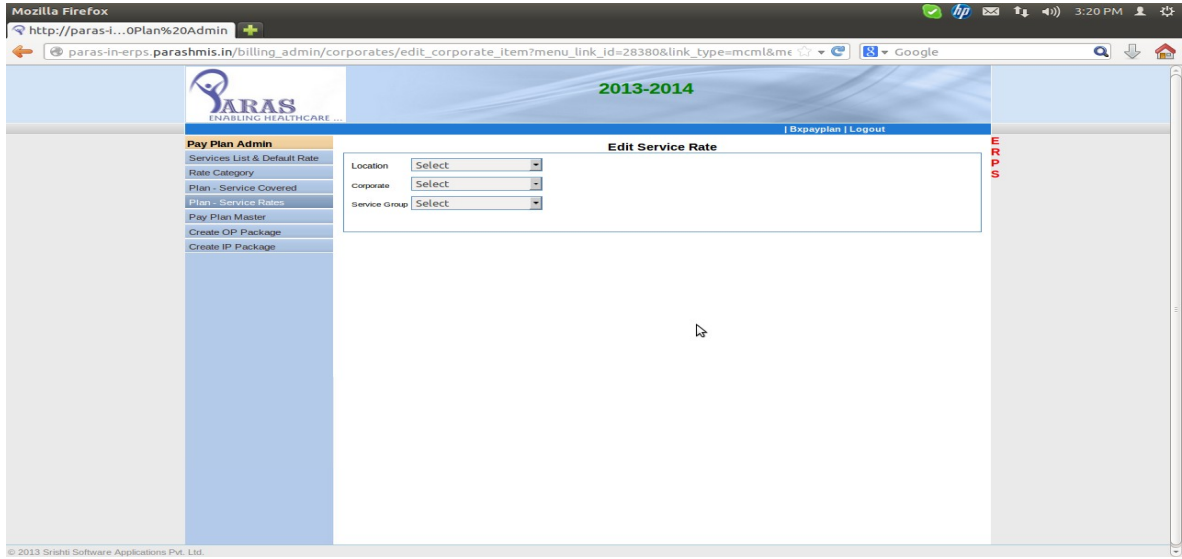 Mozilla Firefox
3:20 PM
http://paras-i...0Plan%20Admin
paras-in-erps.parashmis.in/billing_admin/corporates/edit_corporate_item?menu_link_id=28380&link_type=mcml&me
Google
PARAS
ENABLING HEALTHCARE ...
2013-2014
| Bxpayplan | Logout
Pay Plan Admin
Services List & Default Rate
Rate Category
Plan - Service Covered
Plan - Service Rates
Pay Plan Master
Create OP Package
Create IP Package
Edit Service Rate
Location Select
Corporate Select
Service Group Select
E
R
P
S
© 2013 Srishti Software Applications Pvt. Ltd.